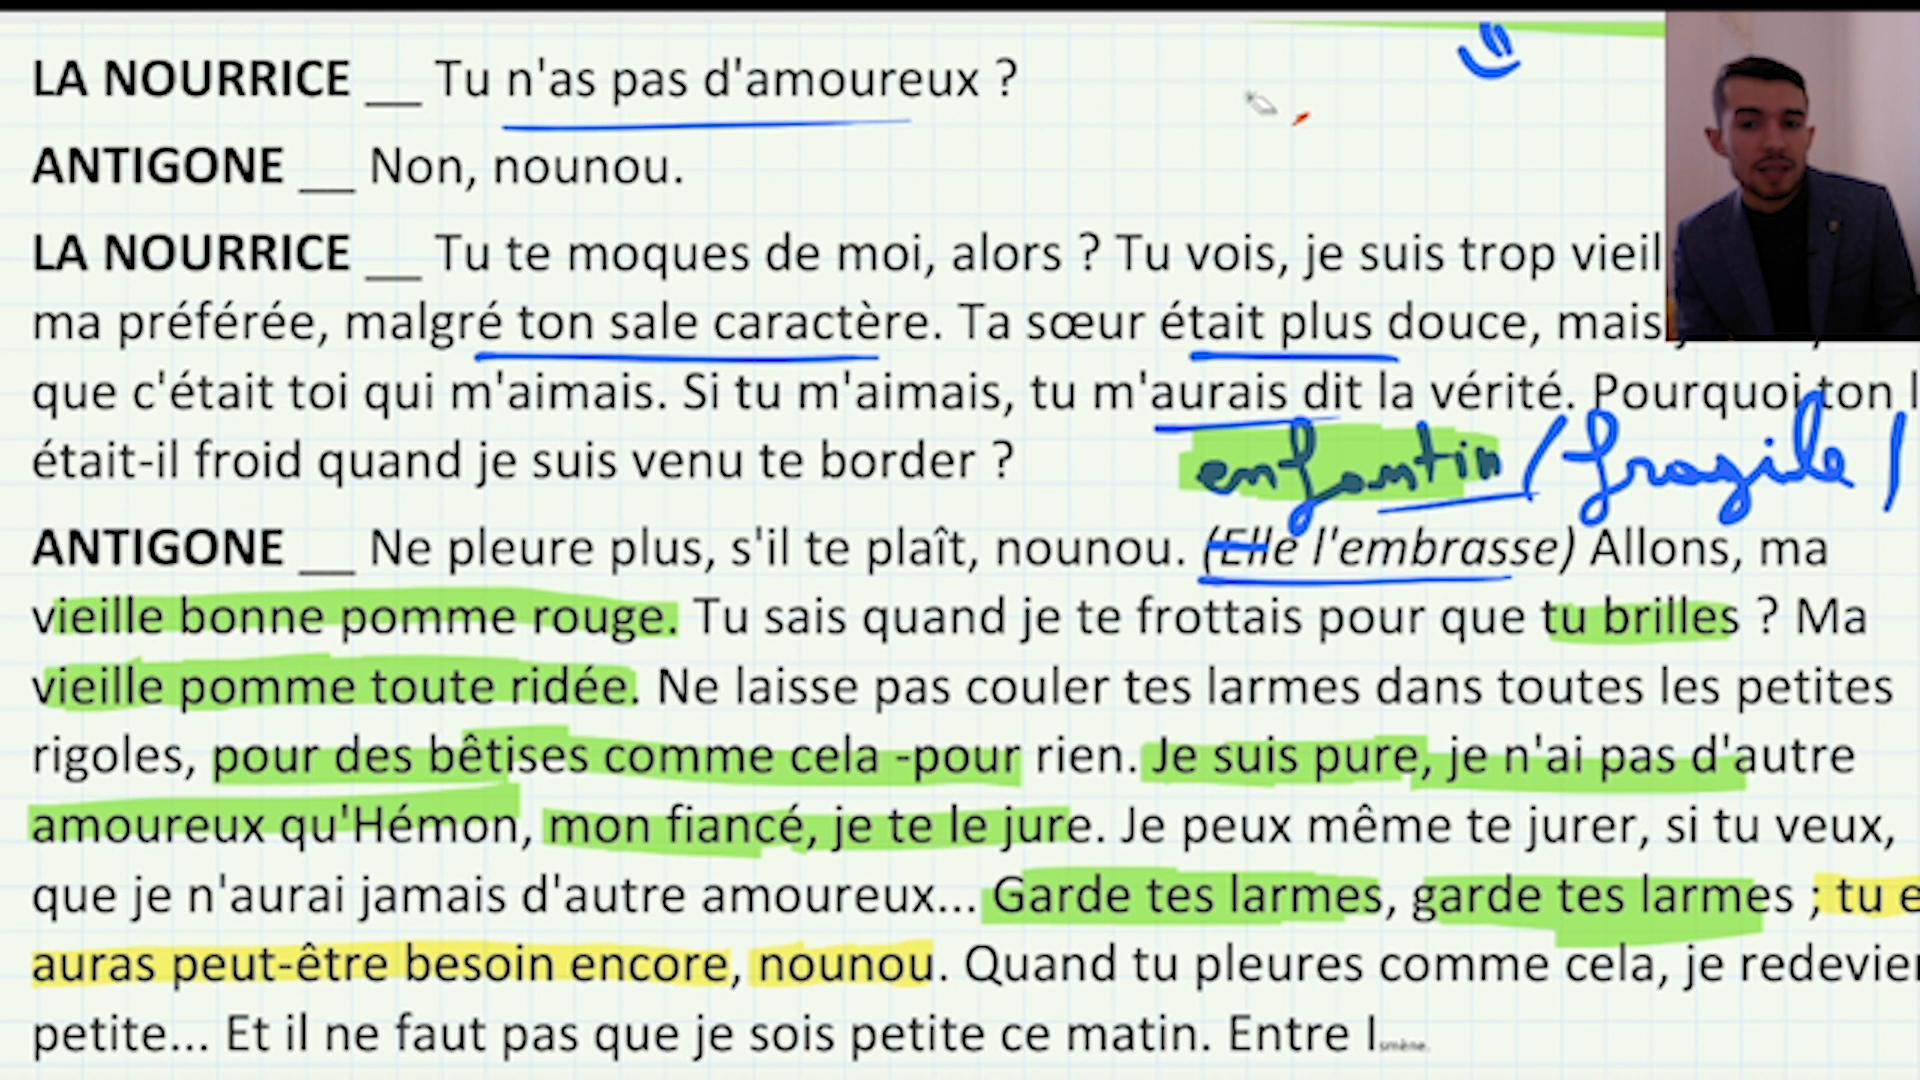 LA NOURRICE __ Tu n'as pas d'amoureux ?
ANTIGONE __ Non, nounou.
LA NOURRICE __ Tu te moques de moi, alors ? Tu vois, je suis trop vieil
ma préférée, malgré ton sale caractère. Ta sœur était plus douce, mais
que c'était toi qui m'aimais. Si tu m'aimais, tu m'aurais dit la vérité. Pourquoi ton l
était-il froid quand je suis venu te border ?
enfantin / fragile /
ANTIGONE __ Ne pleure plus, s'il te plaît, nounou. (Elle l'embrasse) Allons, ma
vieille bonne pomme rouge. Tu sais quand je te frottais pour que tu brilles ? Ma
vieille pomme toute ridée. Ne laisse pas couler tes larmes dans toutes les petites
rigoles, pour des bêtises comme cela -pour rien. Je suis pure, je n'ai pas d'autre
amoureux qu'Hémon, mon fiancé, je te le jure. Je peux même te jurer, si tu veux,
que je n'aurai jamais d'autre amoureux... Garde tes larmes, garde tes larmes ; tu e
auras peut-être besoin encore, nounou. Quand tu pleures comme cela, je redevie
petite... Et il ne faut pas que je sois petite ce matin. Entre Ismène.